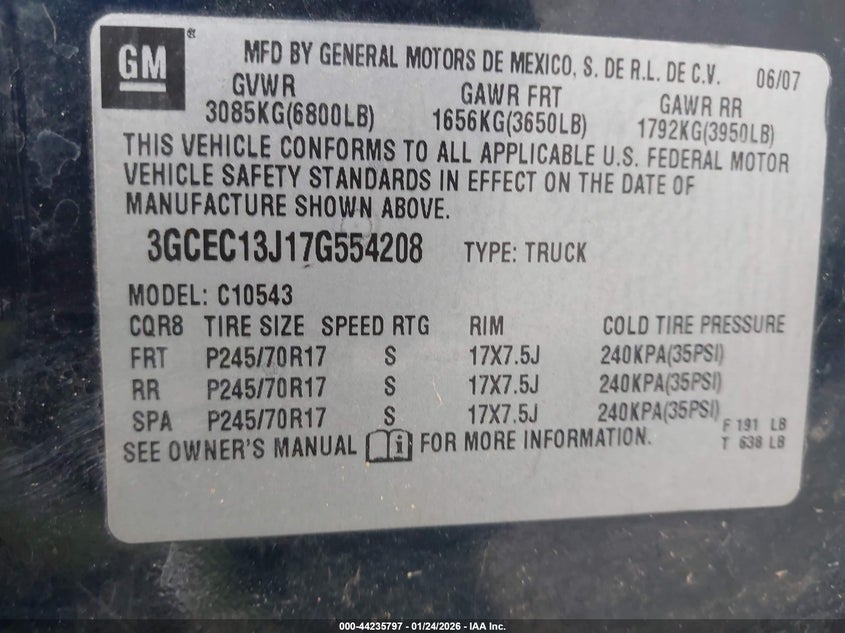 GM ®
MFD BY GENERAL MOTORS DE MEXICO, S. DE R.L. DE C.V. 06/07
GVWR GAWR FRT GAWR RR
3085KG(6800LB) 1656KG(3650LB) 1792KG(3950LB)
THIS VEHICLE CONFORMS TO ALL APPLICABLE U.S. FEDERAL MOTOR
VEHICLE SAFETY STANDARDS IN EFFECT ON THE DATE OF
MANUFACTURE SHOWN ABOVE.
3GCEC13J17G554208 TYPE: TRUCK
MODEL: C10543
CQR8 TIRE SIZE SPEED RTG RIM COLD TIRE PRESSURE
FRT P245/70R17 S 17X7.5J 240KPA(35PSI)
RR P245/70R17 S 17X7.5J 240KPA(35PSI)
SPA P245/70R17 S 17X7.5J 240KPA(35PSI)
F 191 LB
T 638 LB
SEE OWNER'S MANUAL i FOR MORE INFORMATION.
000-44235797 - 01/24/2026 - IAA Inc.